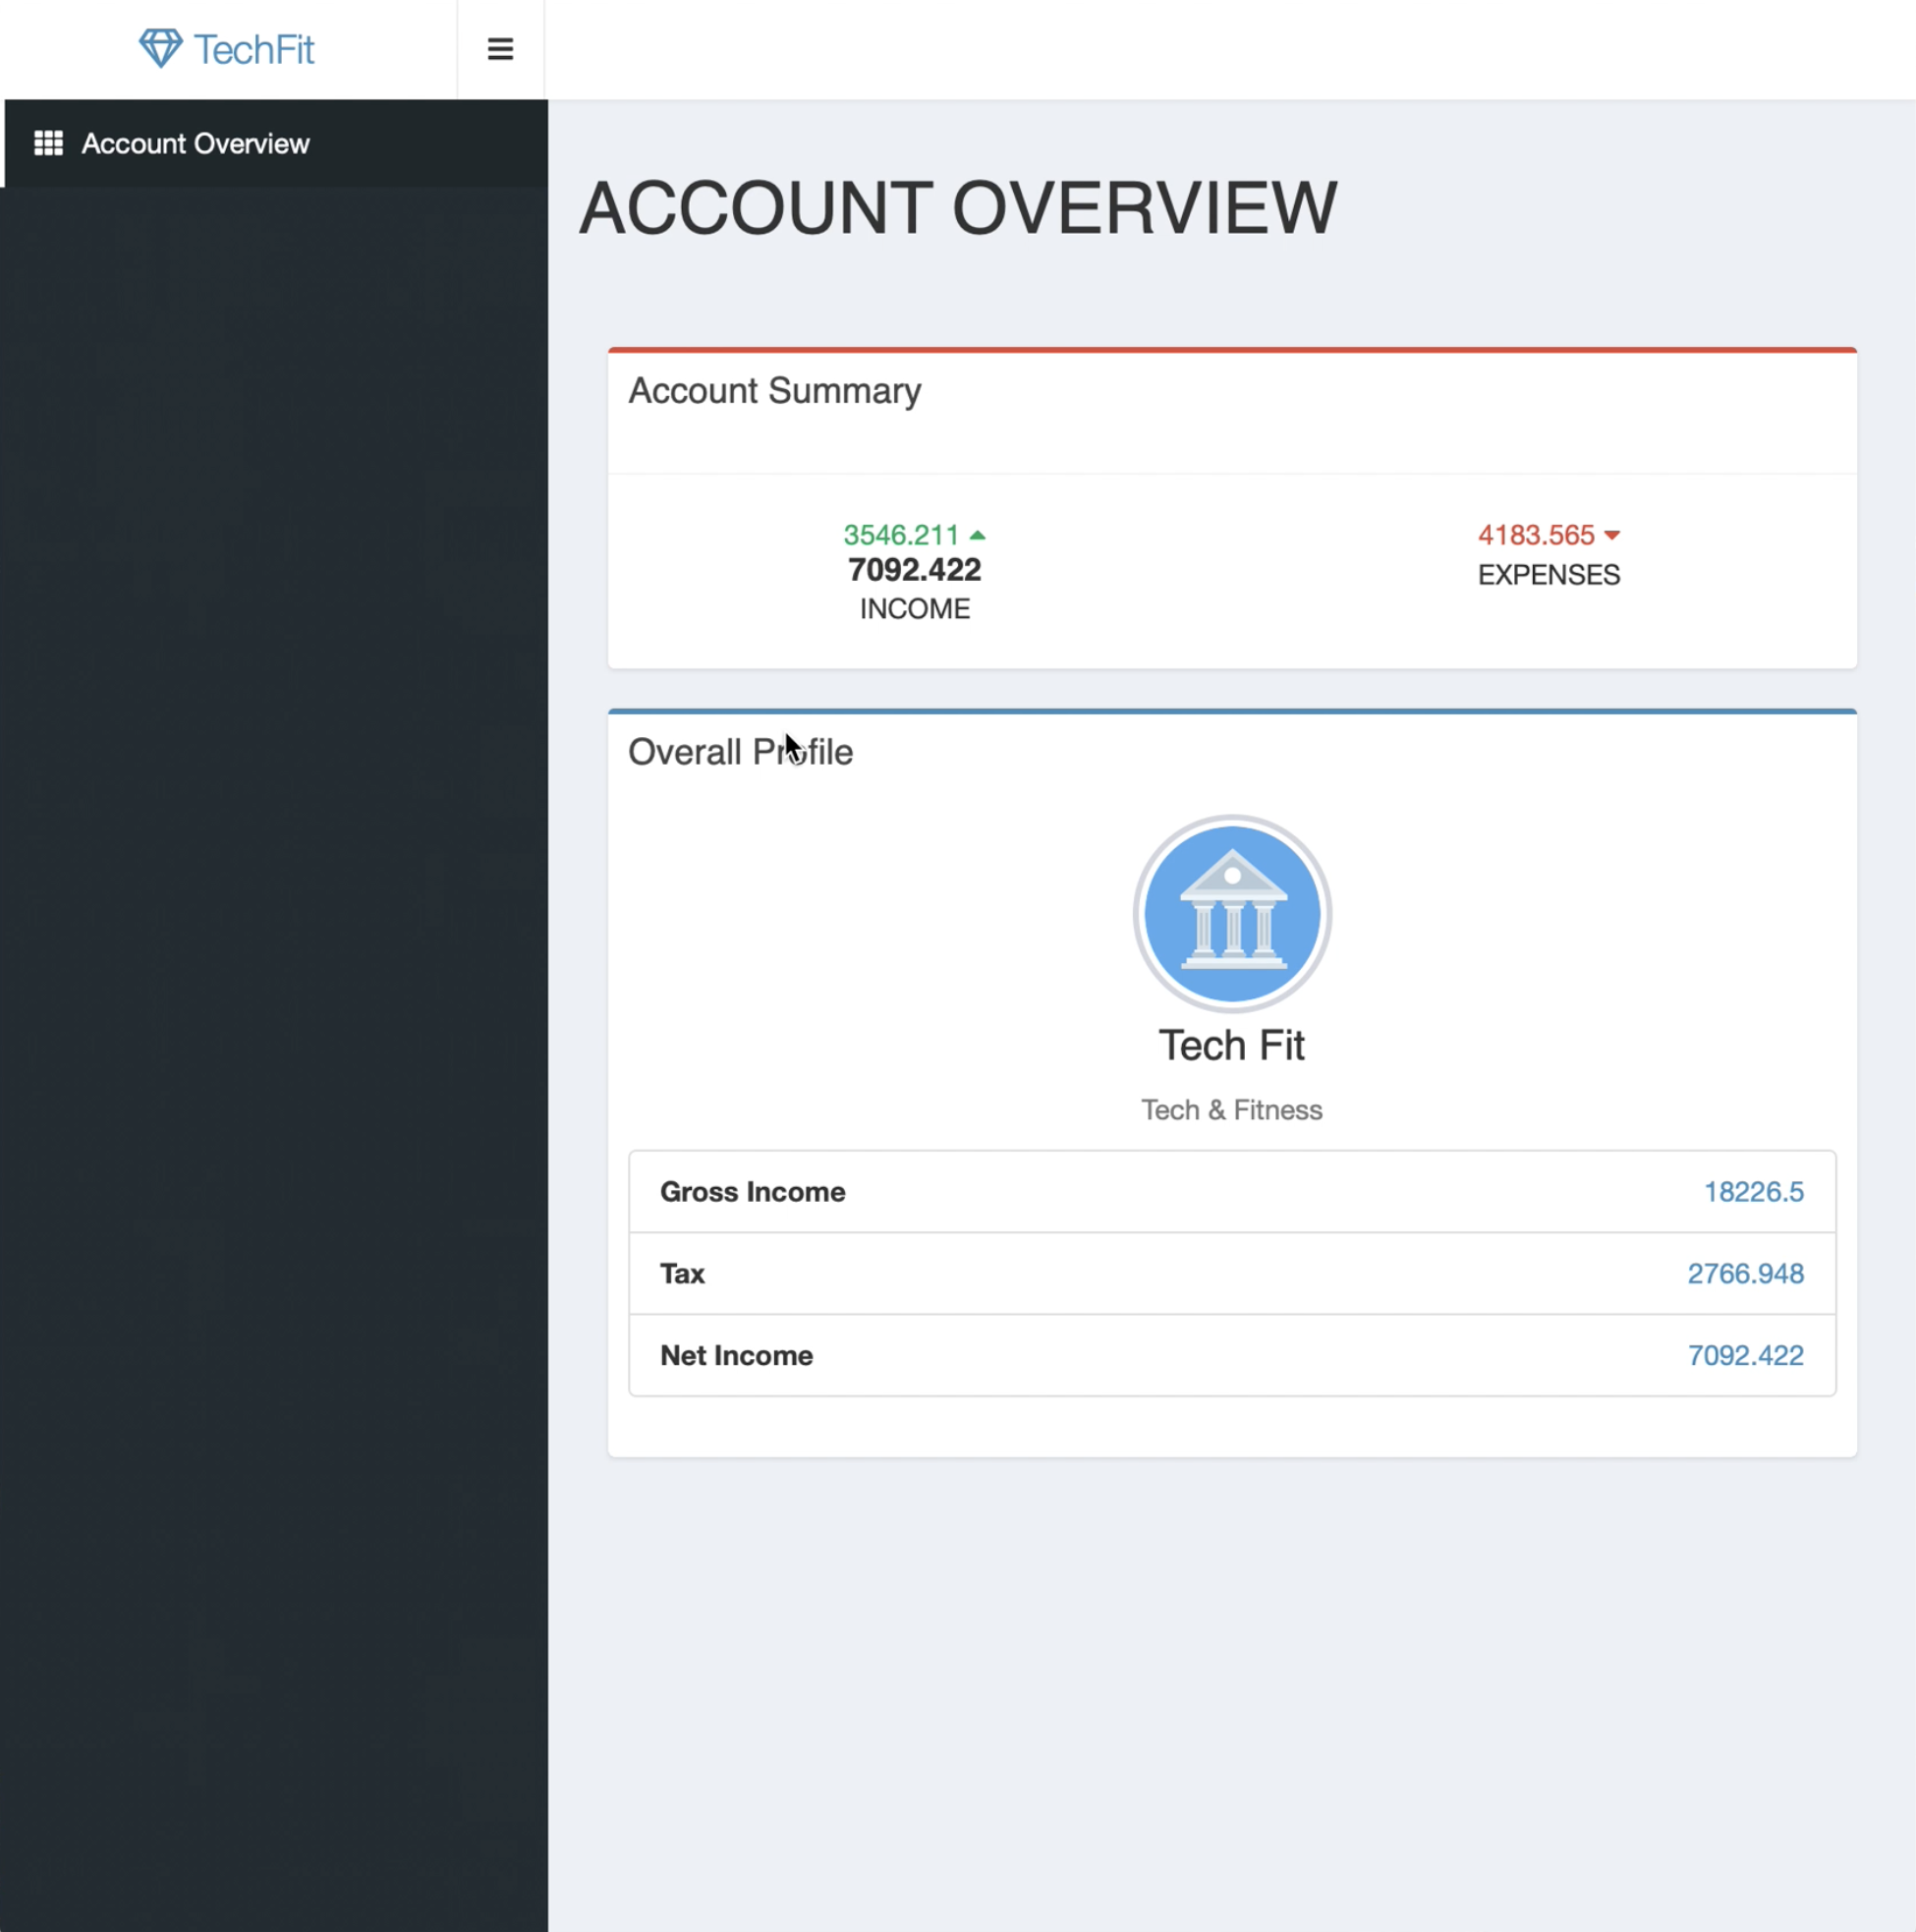 TechFit
Account Overview
ACCOUNT OVERVIEW
Account Summary
3546.211
7092.422
INCOME
4183.565
EXPENSES
Overall Profile
Tech Fit
Tech & Fitness
Gross Income 18226.5
Tax 2766.948
Net Income 7092.422